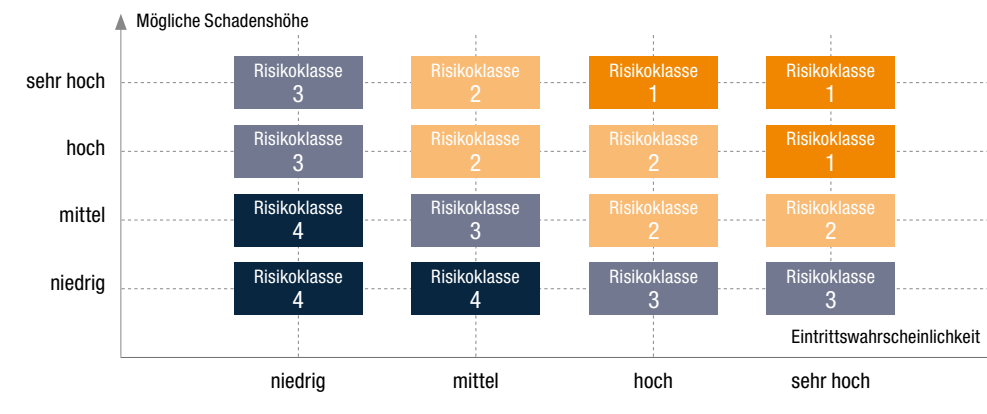 Mögliche Schadenshöhe
sehr hoch
Risikoklasse
3
Risikoklasse
2
Risikoklasse
1
Risikoklasse
1
hoch
Risikoklasse
3
Risikoklasse
2
Risikoklasse
2
Risikoklasse
1
mittel
Risikoklasse
4
Risikoklasse
3
Risikoklasse
2
Risikoklasse
2
niedrig
Risikoklasse
4
Risikoklasse
4
Risikoklasse
3
Risikoklasse
3
Eintrittswahrscheinlichkeit
niedrig
mittel
hoch
sehr hoch